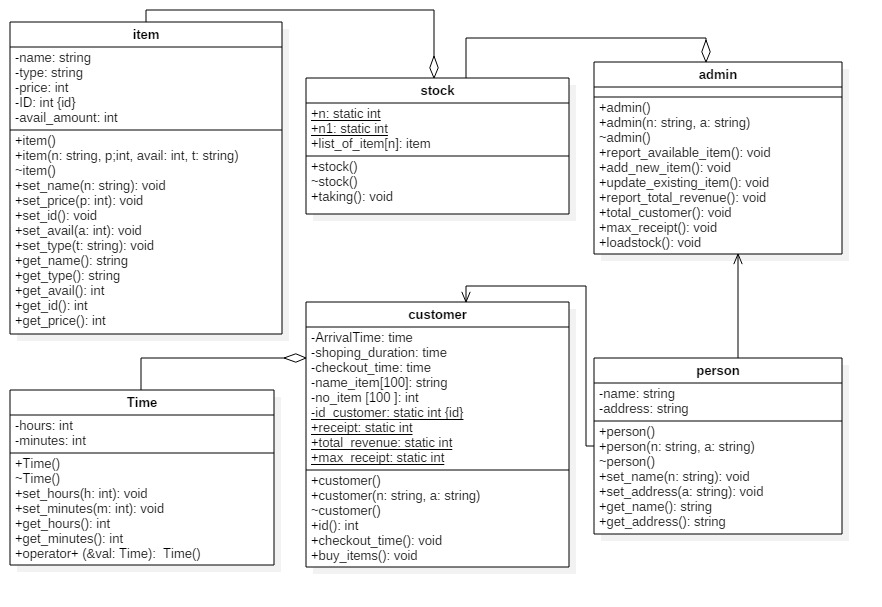 item
-name: string
-type: string
-price: int
-ID: int {id}
-avail_amount: int
+item()
+item(n: string, p;int, avail: int, t: string)
~item()
+set_name(n: string): void
+set_price(p: int): void
+set_id(): void
+set_avail(a: int): void
+set_type(t: string): void
+get_name(): string
+get_type(): string
+get_avail(): int
+get_id(): int
+get_price(): int
stock
+n: static int
+n1: static int
+list_of_item[n]: item
+stock()
~stock()
+taking(): void
admin
+admin()
+admin(n: string, a: string)
~admin()
+report_available_item(): void
+add_new_item(): void
+update_existing_item(): void
+report_total_revenue(): void
+total_customer(): void
+max_receipt(): void
+loadstock(): void
Time
-hours: int
-minutes: int
+Time()
~Time()
+set_hours(h: int): void
+set_minutes(m: int): void
+get_hours(): int
+get_minutes(): int
+operator+ (&val: Time):  Time()
customer
-ArrivalTime: time
-shoping_duration: time
-checkout_time: time
-name_item[100]: string
-no_item [100 ]: int
-id_customer: static int {id}
+receipt: static int
+total_revenue: static int
+max_receipt: static int
+customer()
+customer(n: string, a: string)
~customer()
+id(): int
+checkout_time(): void
+buy_items(): void
person
-name: string
-address: string
+person()
+person(n: string, a: string)
~person()
+set_name(n: string): void
+set_address(a: string): void
+get_name(): string
+get_address(): string